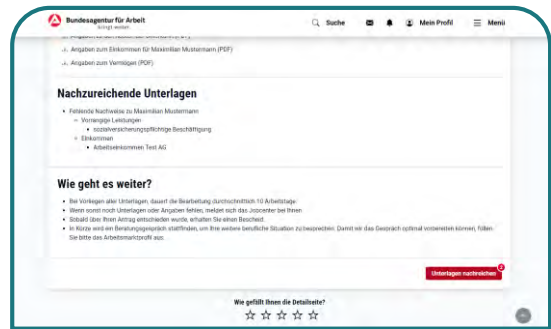 Bundesagentur für Arbeit
bringt weiter.
Suche
Mein Profil
Menü
Angaben zum Einkommen für Maximilian Mustermann (PDF)
Angaben zum Vermögen (PDF)
Nachzureichende Unterlagen
Fehlende Nachweise zu Maximilian Mustermann
Vorrangige Leistungen
sozialversicherungspflichtige Beschäftigung
Einkommen
Arbeitseinkommen Test AG
Wie geht es weiter?
Bei Vorliegen aller Unterlagen, dauert die Bearbeitung durchschnittlich 10 Arbeitstage.
Wenn sonst noch Unterlagen oder Angaben fehlen, meldet sich das Jobcenter bei Ihnen
Sobald über Ihren Antrag entschieden wurde, erhalten Sie einen Bescheid.
In Kürze wird ein Beratungsgespräch stattfinden, um Ihre weitere berufliche Situation zu besprechen. Damit wir das Gespräch optimal vorbereiten können, füllen
Sie bitte das Arbeitsmarktprofil aus.
Unterlagen nachreichen
2
Wie gefällt Ihnen die Detailseite?